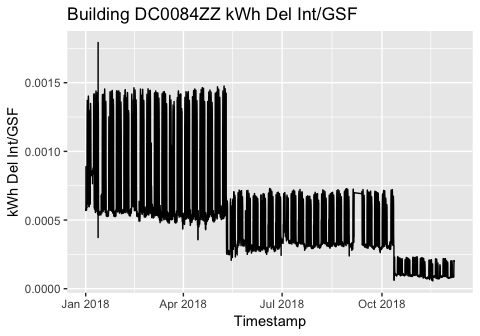 Building DC0084ZZ kWh Del Int/GSF
kWh Del Int/GSF
0.0015
0.0010
0.0005
0.0000
Jan 2018
Apr 2018
Jul 2018
Oct 2018
Timestamp